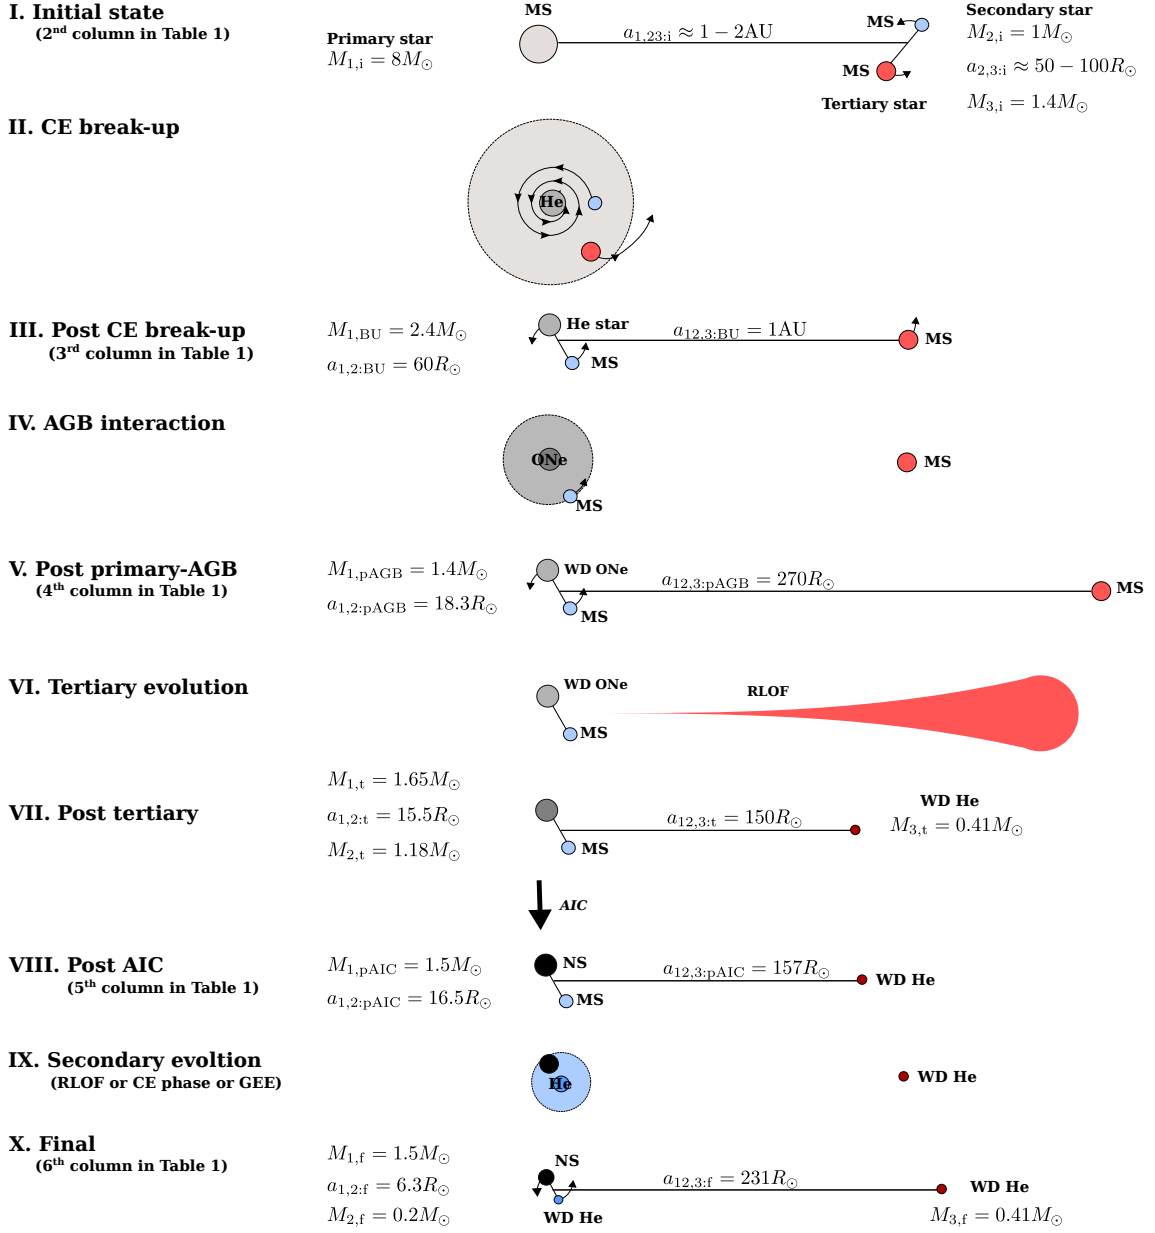 I. Initial state
(2nd column in Table 1)
Primary star
M1,i = 8M⊙
MS
a1,23:i ≈ 1 − 2AU
MS
MS
Tertiary star
Secondary star
M2,i = 1M⊙
a2,3:i ≈ 50 − 100R⊙
M3,i = 1.4M⊙
II. CE break-up
He
III. Post CE break-up
(3rd column in Table 1)
M1,BU = 2.4M⊙
a1,2:BU = 60R⊙
He star
MS
a12,3:BU = 1AU
MS
IV. AGB interaction
ONe
MS
MS
V. Post primary-AGB
(4th column in Table 1)
M1,pAGB = 1.4M⊙
a1,2:pAGB = 18.3R⊙
WD ONe
MS
a12,3:pAGB = 270R⊙
MS
VI. Tertiary evolution
WD ONe
MS
RLOF
VII. Post tertiary
M1,t = 1.65M⊙
a1,2:t = 15.5R⊙
M2,t = 1.18M⊙
MS
a12,3:t = 150R⊙
WD He
M3,t = 0.41M⊙
AIC
VIII. Post AIC
(5th column in Table 1)
M1,pAIC = 1.5M⊙
a1,2:pAIC = 16.5R⊙
NS
MS
a12,3:pAIC = 157R⊙
WD He
IX. Secondary evoltion
(RLOF or CE phase or GEE)
He
WD He
X. Final
(6th column in Table 1)
M1,f = 1.5M⊙
a1,2:f = 6.3R⊙
M2,f = 0.2M⊙
NS
WD He
a12,3:f = 231R⊙
WD He
M3,f = 0.41M⊙